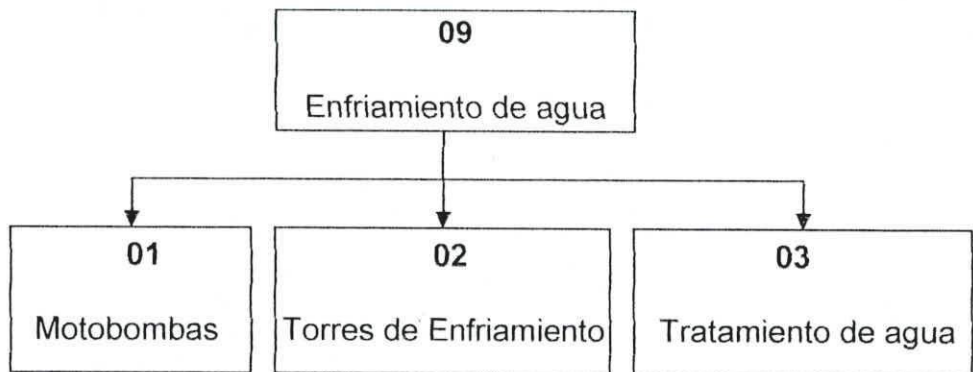 09
Enfriamiento de agua
01
Motobombas
02
Torres de Enfriamiento
03
Tratamiento de agua